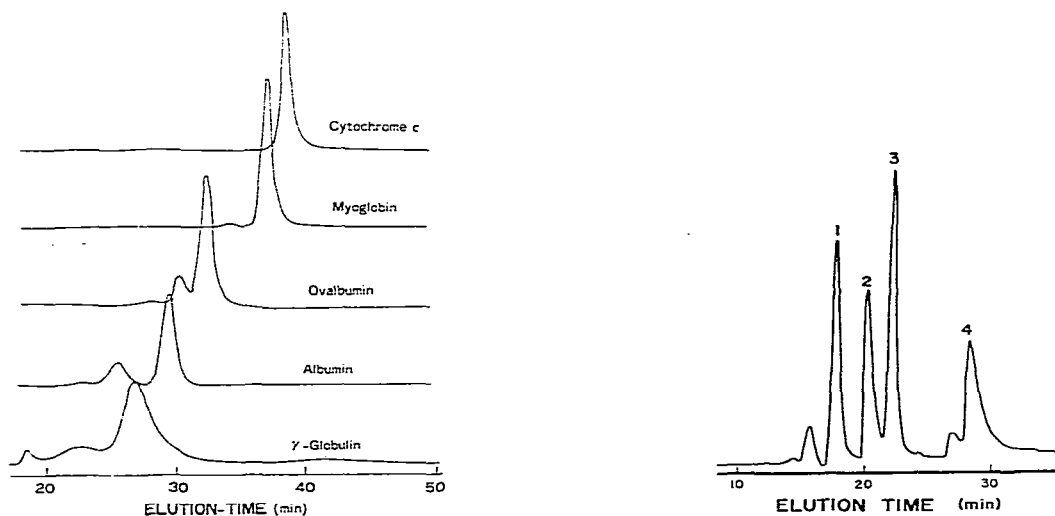 Cytochrome c
Myoglobin
Ovalbumin
Albumin
γ-Globulin
20 30 40 50
ELUTION-TIME (min)
3
1
2
4
10 20 30
ELUTION TIME (min)